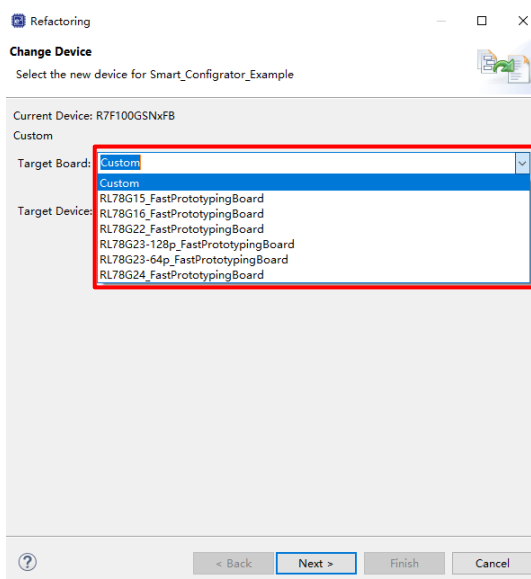 Refactoring
Change Device
Select the new device for Smart_Configrator_Example
Current Device: R7F100GSNxFB
Custom
Target Board: Custom
Custom
RL78G15_FastPrototypingBoard
Target Device: RL78G16_FastPrototypingBoard
RL78G22_FastPrototypingBoard
RL78G23-128p_FastPrototypingBoard
RL78G23-64p_FastPrototypingBoard
RL78G24_FastPrototypingBoard
? < Back Next > Finish Cancel